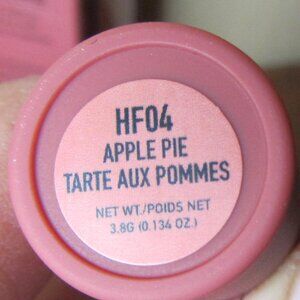 HF04
APPLE PIE
TARTE AUX POMMES
NET WT./POIDS NET
3.8G (0.134 OZ.)